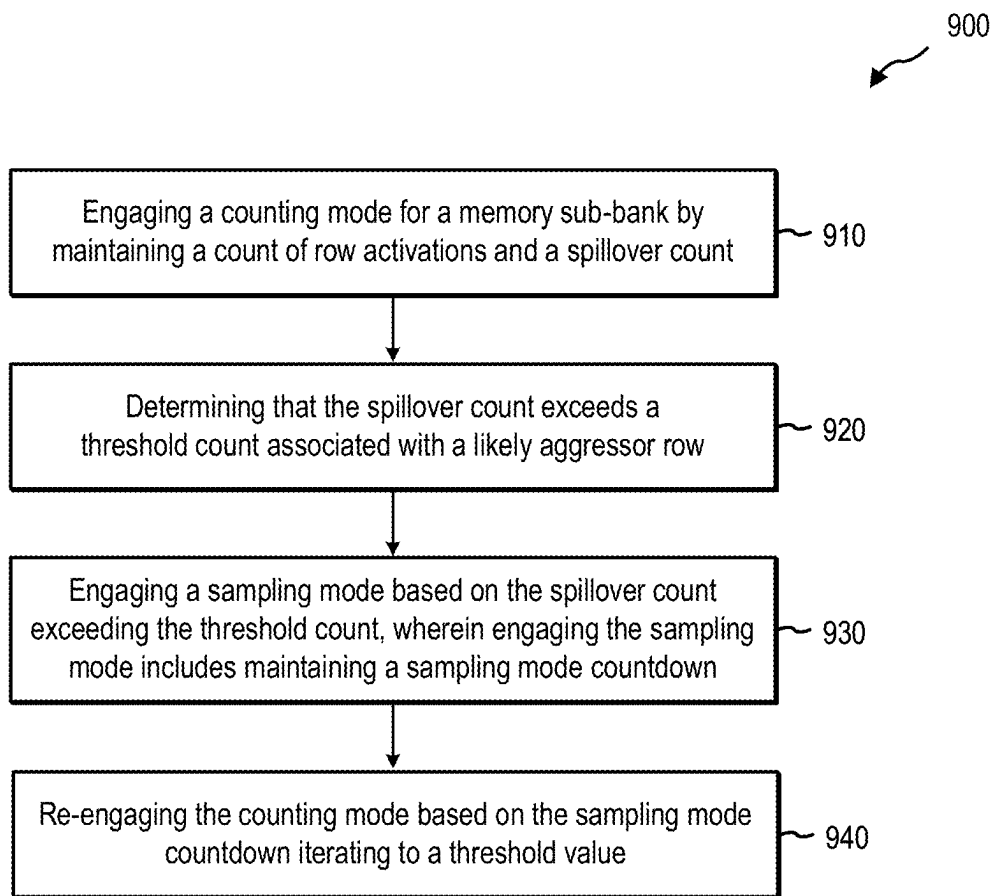 900
Engaging a counting mode for a memory sub-bank by
maintaining a count of row activations and a spillover count
910
Determining that the spillover count exceeds a
threshold count associated with a likely aggressor row
920
Engaging a sampling mode based on the spillover count
exceeding the threshold count, wherein engaging the sampling
mode includes maintaining a sampling mode countdown
930
Re-engaging the counting mode based on the sampling mode
countdown iterating to a threshold value
940